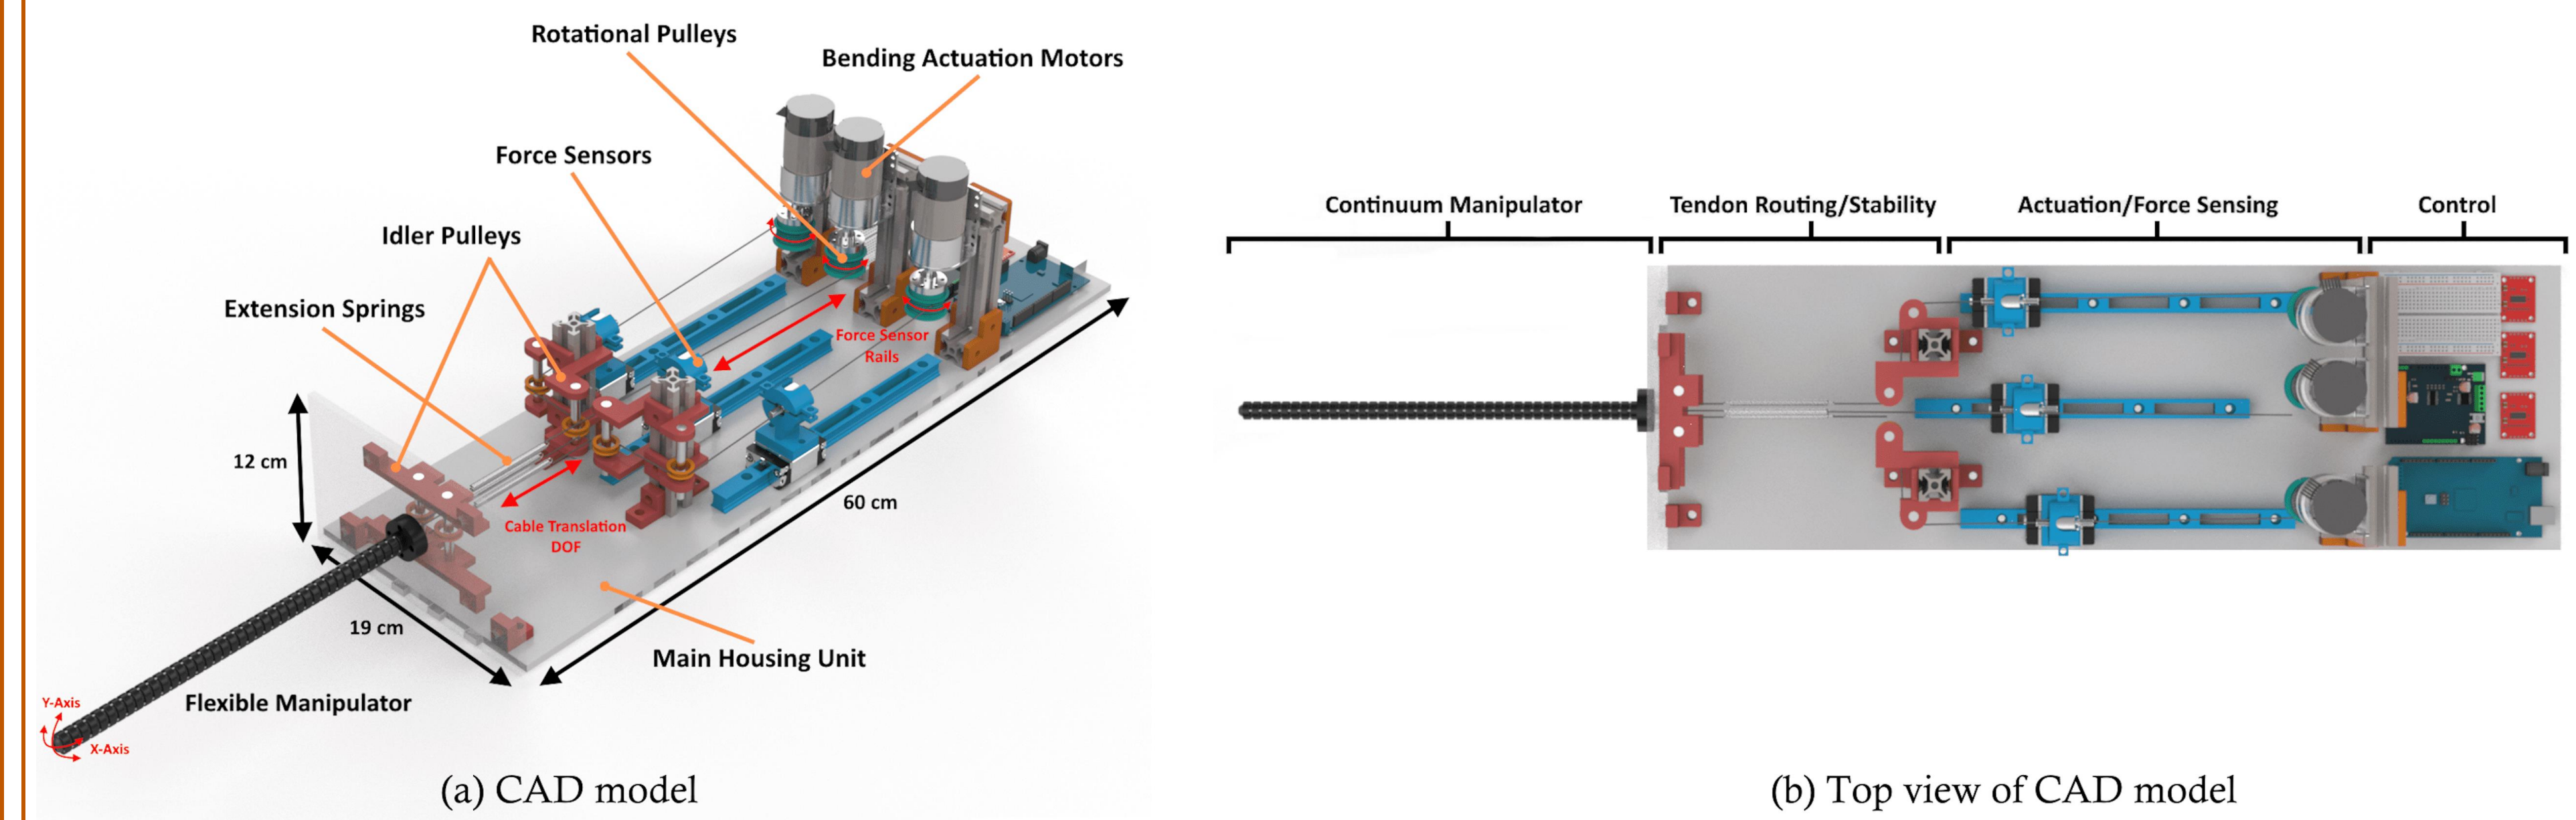 Rotational Pulleys
Bending Actuation Motors
Force Sensors
Idler Pulleys
Extension Springs
Force Sensor
Rails
12 cm
60 cm
Cable Translation
DOF
19 cm
Main Housing Unit
Flexible Manipulator
Y-Axis
X-Axis
(a) CAD model
Continuum Manipulator
Tendon Routing/Stability
Actuation/Force Sensing
Control
(b) Top view of CAD model